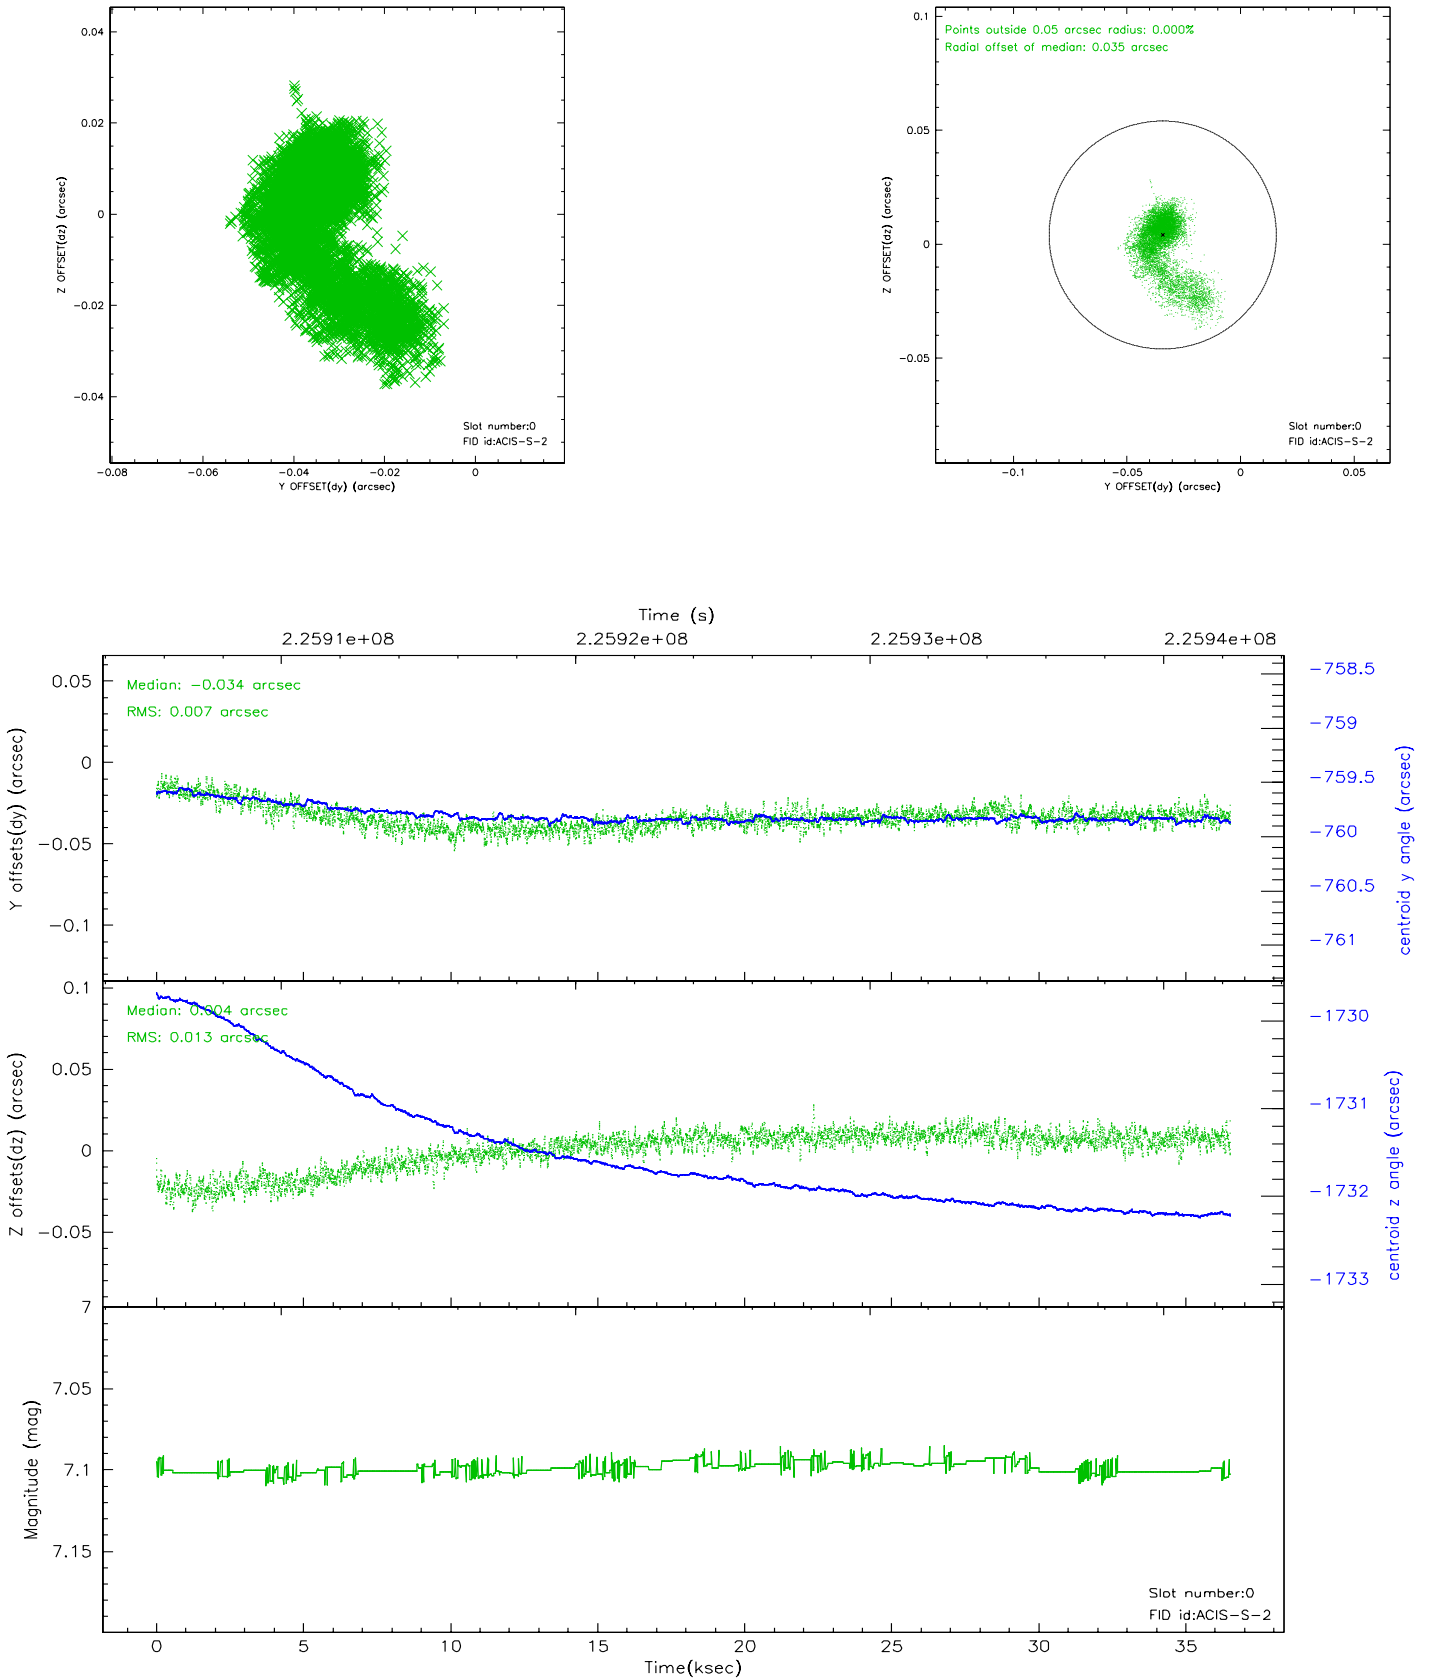 0.04
0.02
0
-0.02
-0.04
Z OFFSET(dz) (arcsec)
-0.08 -0.06 -0.04 -0.02 0
Y OFFSET(dy) (arcsec)
Slot number:0
FID id:ACIS-S-2
Points outside 0.05 arcsec radius: 0.000%
Radial offset of median: 0.035 arcsec
0.1
0.05
0
-0.05
Z OFFSET(dz) (arcsec)
-0.1 -0.05 0 0.05
Y OFFSET(dy) (arcsec)
Slot number:0
FID id:ACIS-S-2
Time (s)
2.2591e+08 2.2592e+08 2.2593e+08 2.2594e+08
Median: -0.034 arcsec
RMS: 0.007 arcsec
0.05
0
-0.05
-0.1
Y offsets(dy) (arcsec)
-758.5
-759
-759.5
-760
-760.5
-761
centroid y angle (arcsec)
Median: 0.004 arcsec
RMS: 0.013 arcsec
0.1
0.05
0
-0.05
Z offsets(dz) (arcsec)
-1730
-1731
-1732
-1733
centroid z angle (arcsec)
7
7.05
7.1
7.15
Magnitude (mag)
Slot number:0
FID id:ACIS-S-2
0 5 10 15 20 25 30 35
Time(ksec)